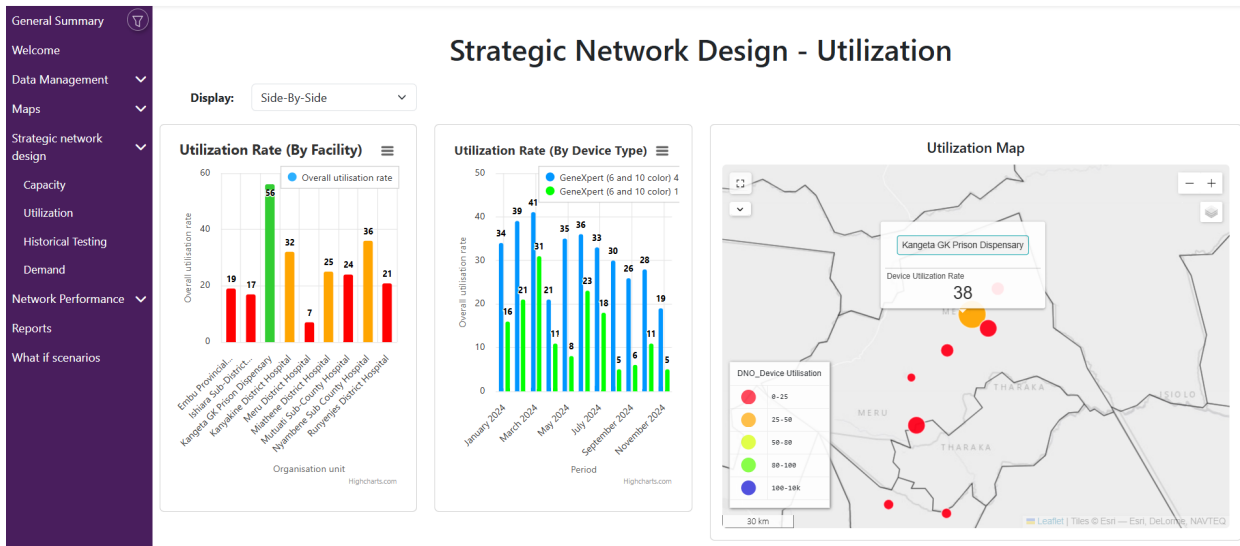 General Summary
Welcome
Data Management
Maps
Strategic network
design
Capacity
Utilization
Historical Testing
Demand
Network Performance
Reports
What if scenarios
Strategic Network Design - Utilization
Display:
Side-By-Side
Utilization Rate (By Facility)
Overall utilisation rate
Overall utilisation rate
60
40
20
0
19
17
56
32
7
25
24
36
21
Embu Provincial...
Ishiara Sub-District...
Kangeta GK Prison Dispensary
Kanyakine District Hospital
Meru District Hospital
Miathene District Hospital
Mutuati Sub-County Hospital
Nyambene Sub County Hospital
Runyenjes District Hospital
Organisation unit
Highcharts.com
Utilization Rate (By Device Type)
GeneXpert (6 and 10 color) 4
GeneXpert (6 and 10 color) 1
Overall utilisation rate
50
40
30
20
10
0
34
16
39
21
41
31
21
11
35
8
36
23
33
18
30
5
26
6
28
11
19
5
January 2024
March 2024
May 2024
July 2024
September 2024
November 2024
Period
Highcharts.com
Utilization Map
− +
Kangeta GK Prison Dispensary
Device Utilization Rate
38
THARAKA
ISIOLO
MERU
THARAKA
DNO_Device Utilisation
0-25
25-50
50-80
80-100
100-10k
30 km
Leaflet | Tiles © Esri — Esri, DeLorme, NAVTEQ